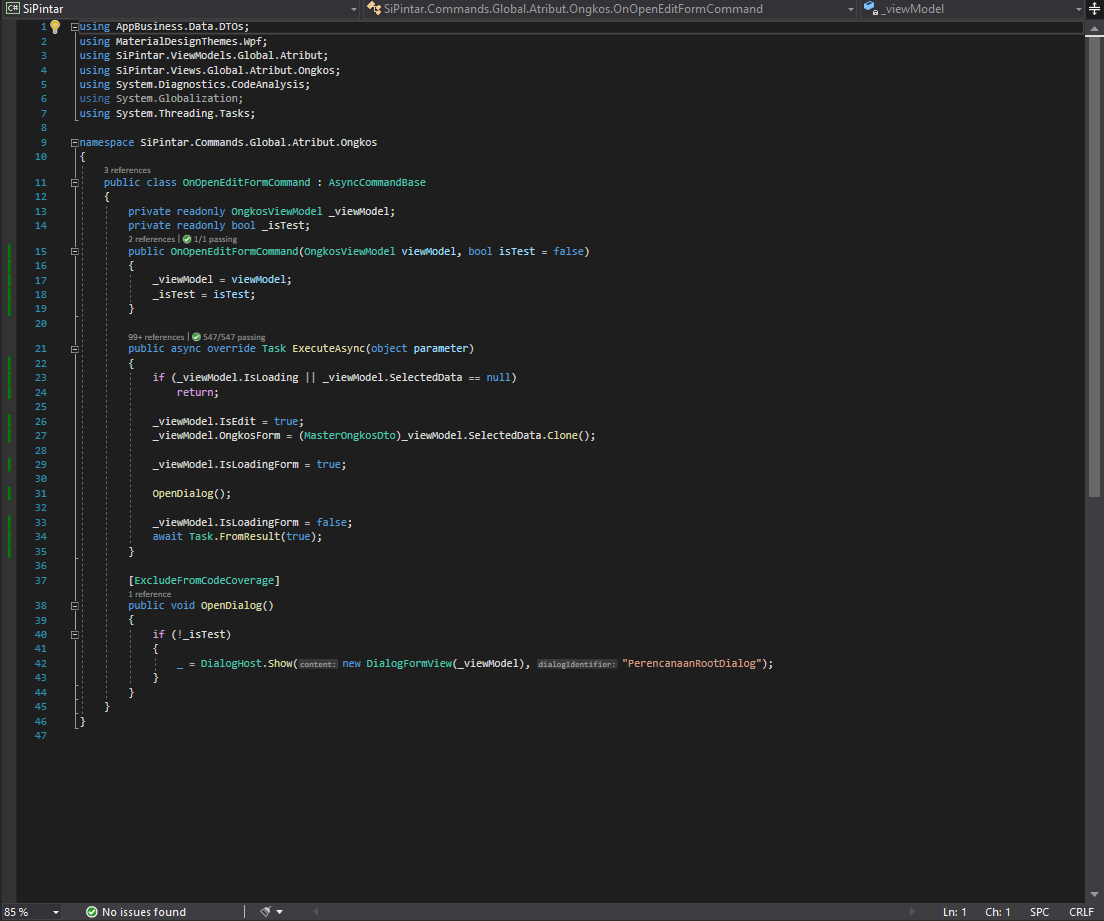 SiPintar SiPintar.Commands.Global.Atribut.Ongkos.OnOpenEditFormCommand _viewModel
1 using AppBusiness.Data.DTOs;
2 using MaterialDesignThemes.Wpf;
3 using SiPintar.ViewModels.Global.Atribut;
4 using SiPintar.Views.Global.Atribut.Ongkos;
5 using System.Diagnostics.CodeAnalysis;
6 using System.Globalization;
7 using System.Threading.Tasks;
8
9 namespace SiPintar.Commands.Global.Atribut.Ongkos
10 {
3 references
11 public class OnOpenEditFormCommand : AsyncCommandBase
12 {
13 private readonly OngkosViewModel _viewModel;
14 private readonly bool _isTest;
2 references | 1/1 passing
15 public OnOpenEditFormCommand(OngkosViewModel viewModel, bool isTest = false)
16 {
17 _viewModel = viewModel;
18 _isTest = isTest;
19 }
20
99+ references | 547/547 passing
21 public async override Task ExecuteAsync(object parameter)
22 {
23 if (_viewModel.IsLoading || _viewModel.SelectedData == null)
24 return;
25
26 _viewModel.IsEdit = true;
27 _viewModel.OngkosForm = (MasterOngkosDto)_viewModel.SelectedData.Clone();
28
29 _viewModel.IsLoadingForm = true;
30
31 OpenDialog();
32
33 _viewModel.IsLoadingForm = false;
34 await Task.FromResult(true);
35 }
36
37 [ExcludeFromCodeCoverage]
1 reference
38 public void OpenDialog()
39 {
40 if (!_isTest)
41 {
42 _ = DialogHost.Show(content: new DialogFormView(_viewModel), dialogIdentifier: "PerencanaanRootDialog");
43 }
44 }
45 }
46 }
47
85 % No issues found Ln: 1 Ch: 1 SPC CRLF